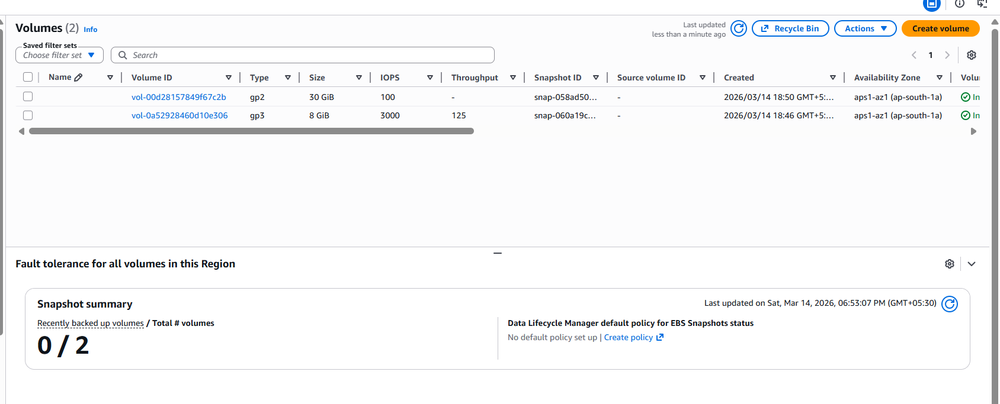 Volumes (2) Info
Last updated
less than a minute ago
Recycle Bin
Actions
Create volume
Saved filter sets
Choose filter set
Search
1
Name Volume ID Type Size IOPS Throughput Snapshot ID Source volume ID Created Availability Zone Volu
vol-00d28157849f67c2b gp2 30 GiB 100 - snap-058ad50... - 2026/03/14 18:50 GMT+5:... aps1-az1 (ap-south-1a) In
vol-0a52928460d10e306 gp3 8 GiB 3000 125 snap-060a19c... - 2026/03/14 18:46 GMT+5:... aps1-az1 (ap-south-1a) In
Fault tolerance for all volumes in this Region
Snapshot summary
Last updated on Sat, Mar 14, 2026, 06:53:07 PM (GMT+05:30)
Recently backed up volumes / Total # volumes
0 / 2
Data Lifecycle Manager default policy for EBS Snapshots status
No default policy set up | Create policy